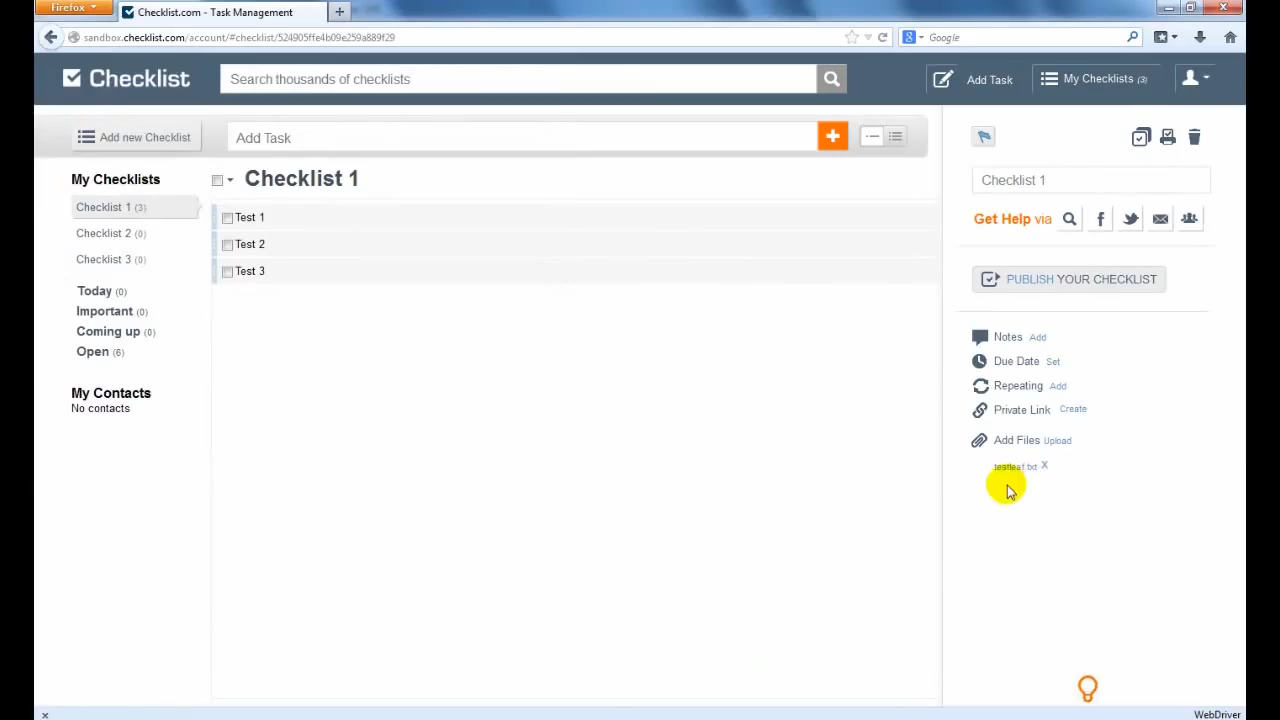 Firefox
Checklist.com - Task Management
sandbox.checklist.com/account/#checklist/524905ffe4b09e259a889f29
Google
Checklist
Search thousands of checklists
Add Task
My Checklists (3)
Add new Checklist
Add Task
My Checklists
Checklist 1 (3)
Checklist 2 (0)
Checklist 3 (0)
Today (0)
Important (0)
Coming up (0)
Open (6)
My Contacts
No contacts
Checklist 1
Test 1
Test 2
Test 3
Checklist 1
Get Help via
PUBLISH YOUR CHECKLIST
Notes Add
Due Date Set
Repeating Add
Private Link Create
Add Files Upload
testleaf.txt X
WebDriver